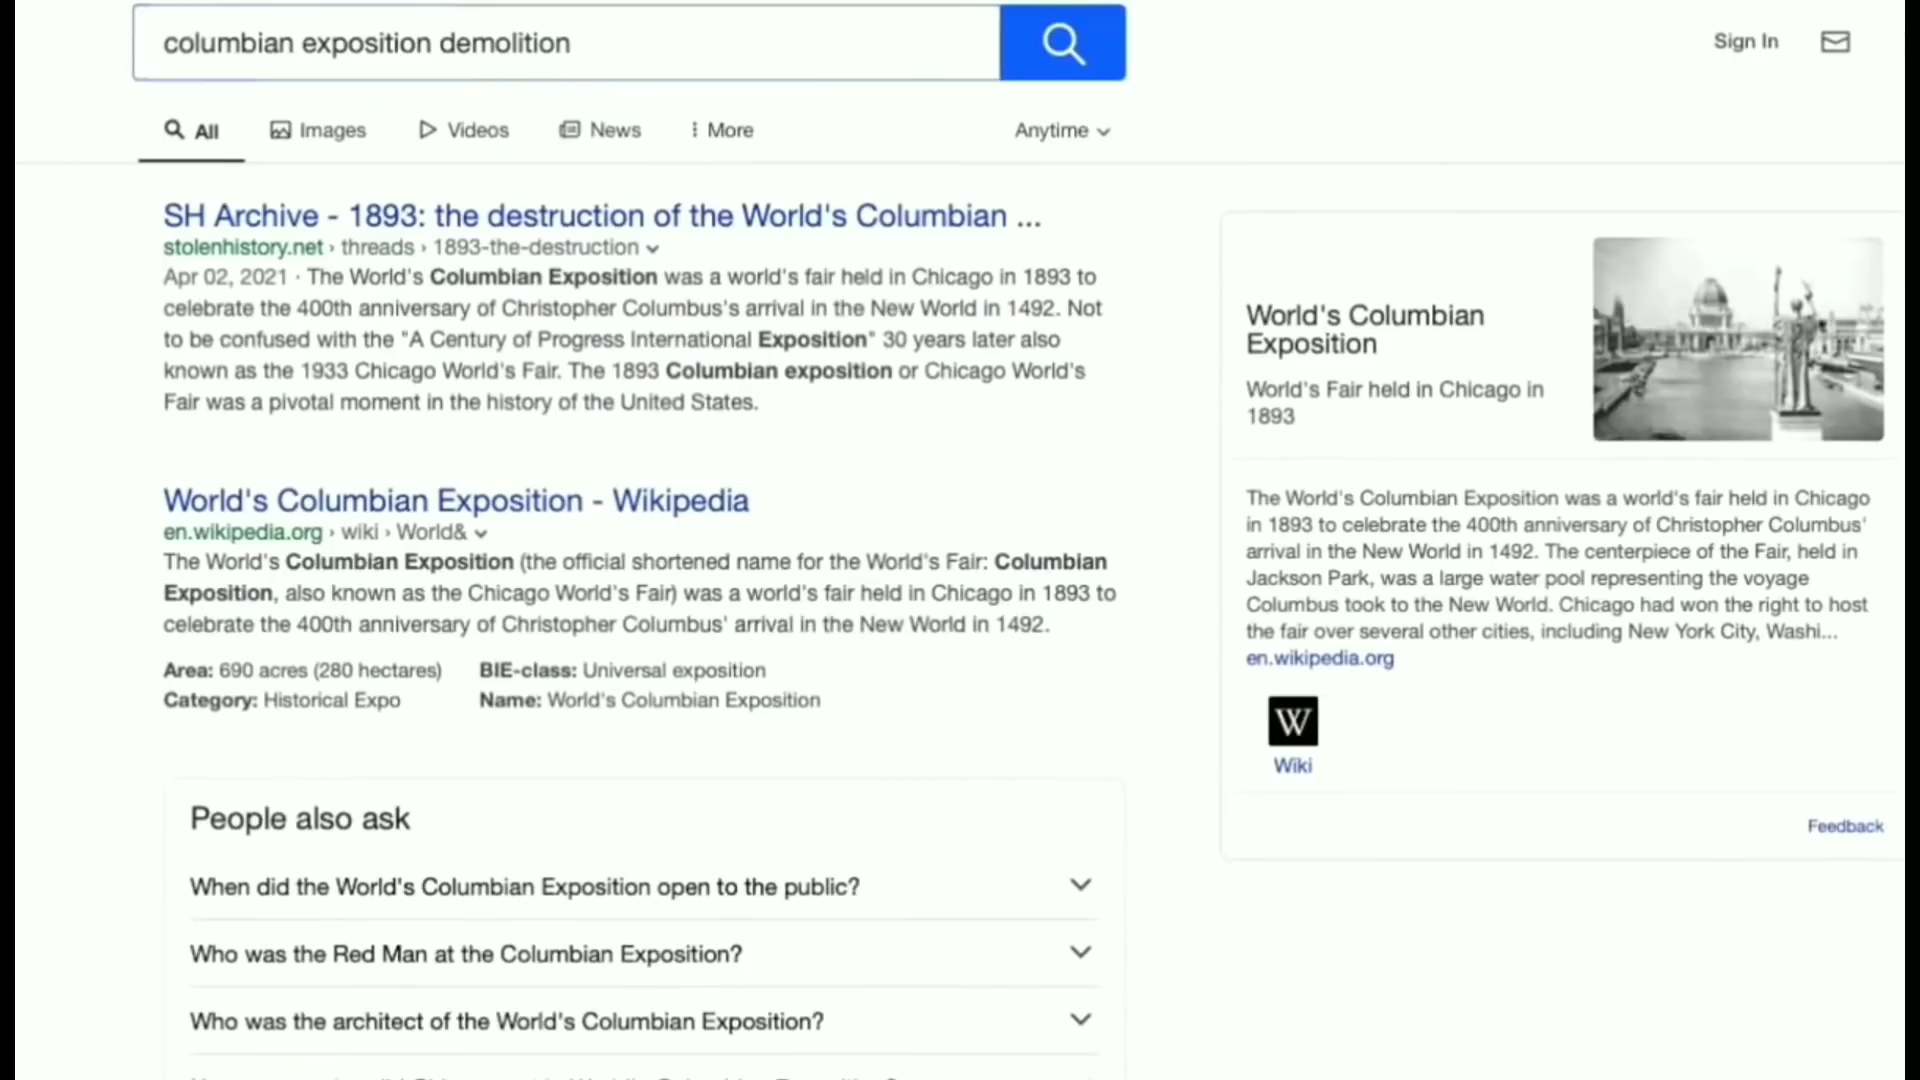 columbian exposition demolition
Sign In
All
Images
Videos
News
More
Anytime
SH Archive - 1893: the destruction of the World's Columbian ...
stolenhistory.net › threads › 1893-the-destruction
Apr 02, 2021 · The World's Columbian Exposition was a world's fair held in Chicago in 1893 to
celebrate the 400th anniversary of Christopher Columbus's arrival in the New World in 1492. Not
to be confused with the "A Century of Progress International Exposition" 30 years later also
known as the 1933 Chicago World's Fair. The 1893 Columbian exposition or Chicago World's
Fair was a pivotal moment in the history of the United States.
World's Columbian Exposition - Wikipedia
en.wikipedia.org › wiki › World&
The World's Columbian Exposition (the official shortened name for the World's Fair: Columbian
Exposition, also known as the Chicago World's Fair) was a world's fair held in Chicago in 1893 to
celebrate the 400th anniversary of Christopher Columbus' arrival in the New World in 1492.
Area: 690 acres (280 hectares) BIE-class: Universal exposition
Category: Historical Expo Name: World's Columbian Exposition
People also ask
When did the World's Columbian Exposition open to the public?
Who was the Red Man at the Columbian Exposition?
Who was the architect of the World's Columbian Exposition?
World's Columbian
Exposition
World's Fair held in Chicago in
1893
The World's Columbian Exposition was a world's fair held in Chicago
in 1893 to celebrate the 400th anniversary of Christopher Columbus'
arrival in the New World in 1492. The centerpiece of the Fair, held in
Jackson Park, was a large water pool representing the voyage
Columbus took to the New World. Chicago had won the right to host
the fair over several other cities, including New York City, Washi...
en.wikipedia.org
W
Wiki
Feedback